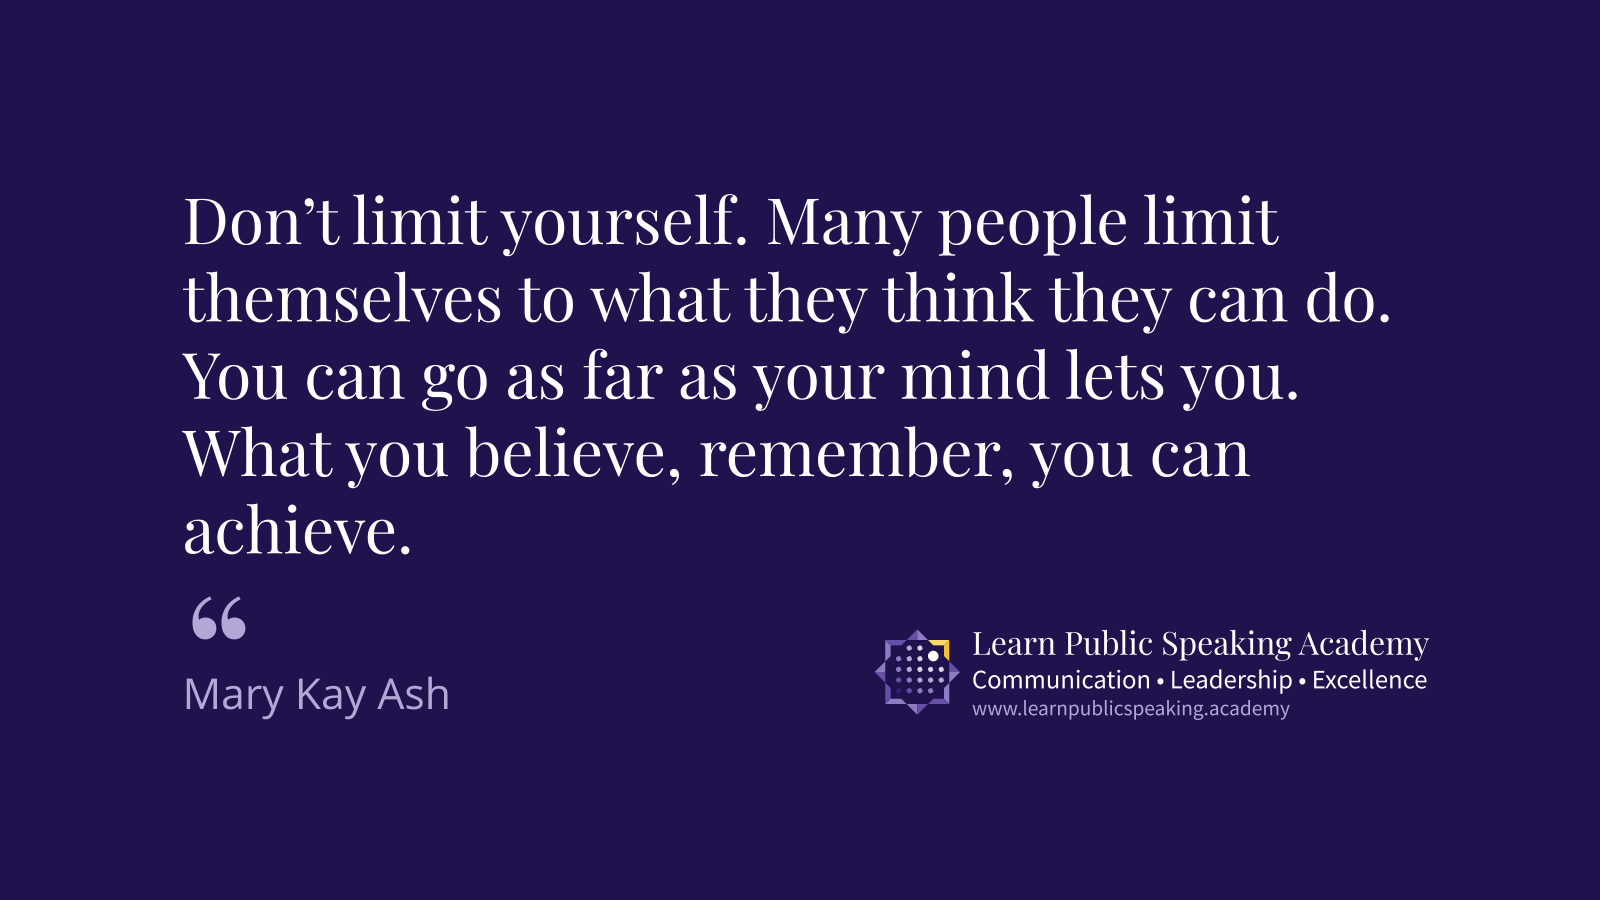 Don’t limit yourself. Many people limit
themselves to what they think they can do.
You can go as far as your mind lets you.
What you believe, remember, you can
achieve.
“
Mary Kay Ash
Learn Public Speaking Academy
Communication • Leadership • Excellence
www.learnpublicspeaking.academy